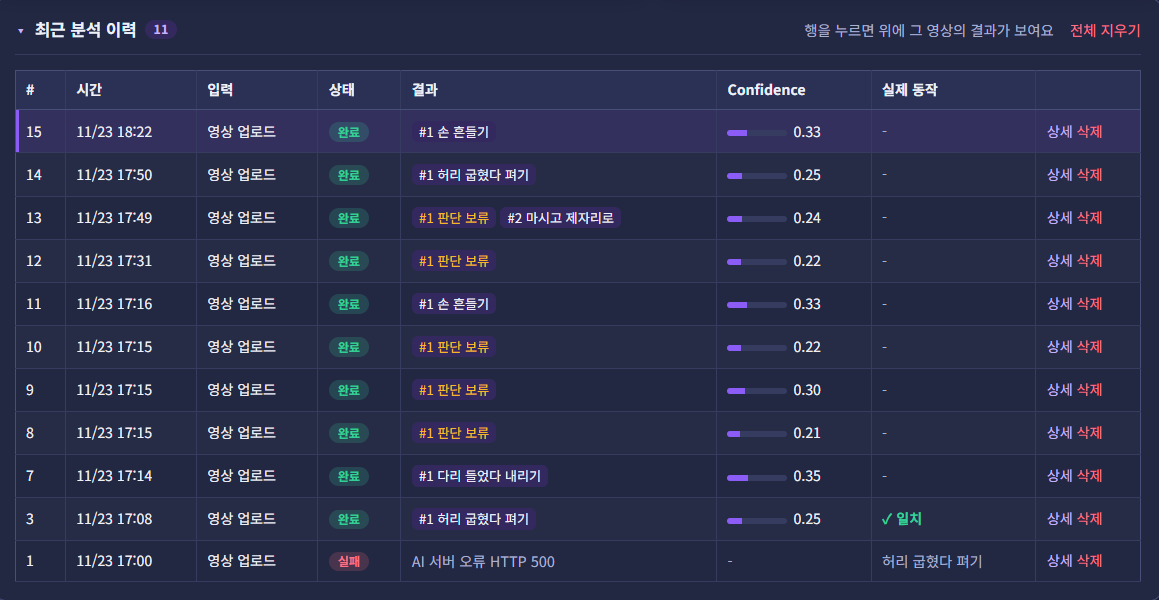 ▾ 최근 분석 이력 11 행을 누르면 위에 그 영상의 결과가 보여요 전체 지우기
# 시간 입력 상태 결과 Confidence 실제 동작
15 11/23 18:22 영상 업로드 완료 #1 손 흔들기 0.33 - 상세 삭제
14 11/23 17:50 영상 업로드 완료 #1 허리 굽혔다 펴기 0.25 - 상세 삭제
13 11/23 17:49 영상 업로드 완료 #1 판단 보류 #2 마시고 제자리로 0.24 - 상세 삭제
12 11/23 17:31 영상 업로드 완료 #1 판단 보류 0.22 - 상세 삭제
11 11/23 17:16 영상 업로드 완료 #1 손 흔들기 0.33 - 상세 삭제
10 11/23 17:15 영상 업로드 완료 #1 판단 보류 0.22 - 상세 삭제
9 11/23 17:15 영상 업로드 완료 #1 판단 보류 0.30 - 상세 삭제
8 11/23 17:15 영상 업로드 완료 #1 판단 보류 0.21 - 상세 삭제
7 11/23 17:14 영상 업로드 완료 #1 다리 들었다 내리기 0.35 - 상세 삭제
3 11/23 17:08 영상 업로드 완료 #1 허리 굽혔다 펴기 0.25 ✓ 일치 상세 삭제
1 11/23 17:00 영상 업로드 실패 AI 서버 오류 HTTP 500 - 허리 굽혔다 펴기 상세 삭제